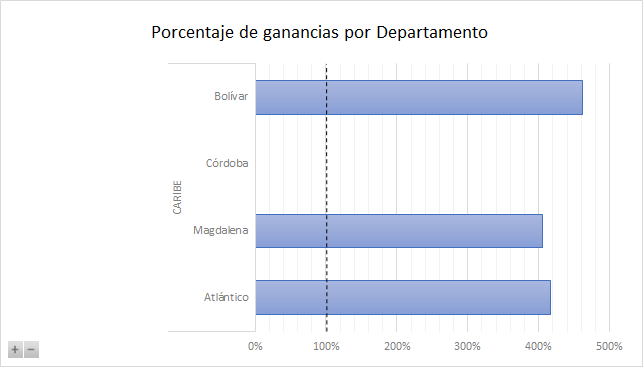 Porcentaje de ganancias por Departamento
Bolívar
Córdoba
CARIBE
Magdalena
Atlántico
0% 100% 200% 300% 400% 500%
+ −